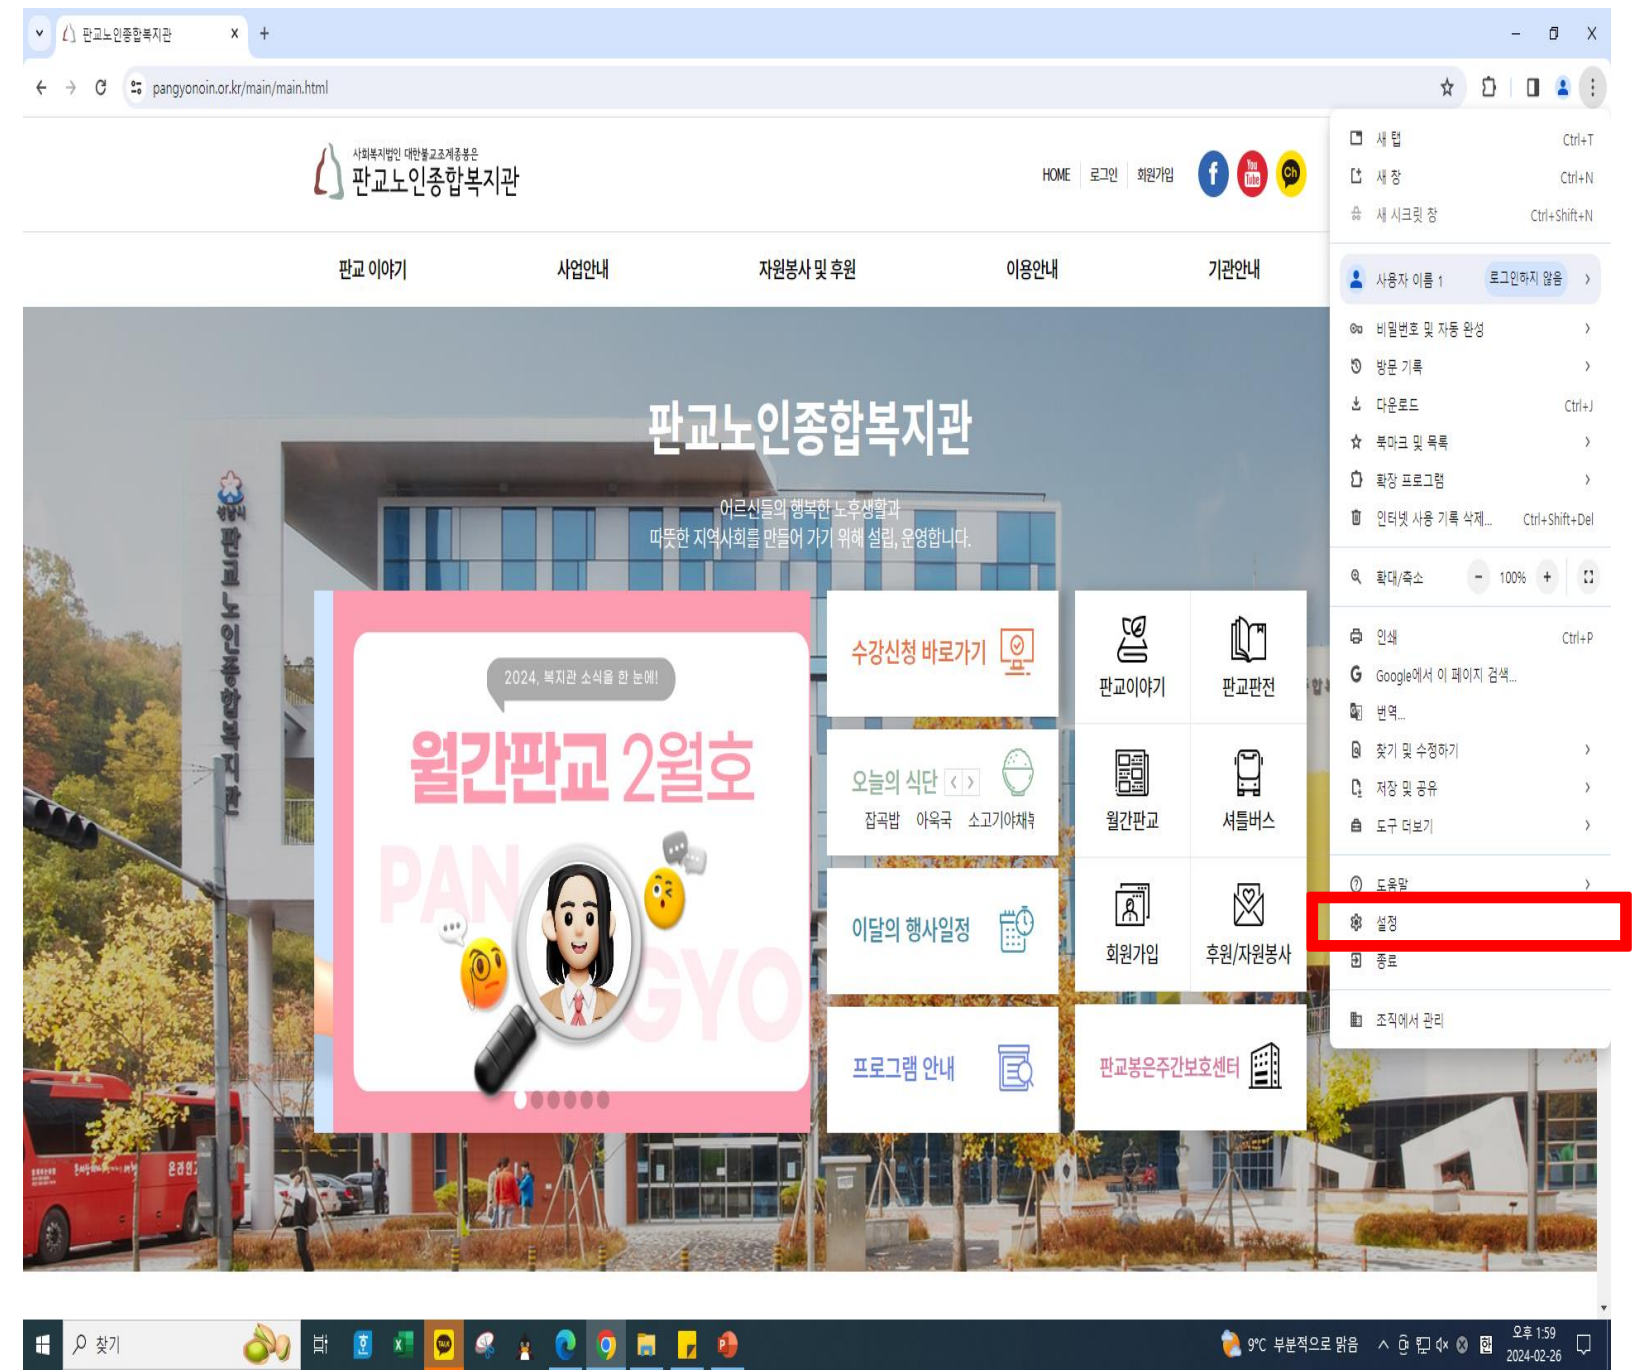 판교노인종합복지관
pangyonoin.or.kr/main/main.html
사회복지법인 대한불교조계종봉은
판교노인종합복지관
HOME 로그인 회원가입
f You Tube Ch
판교 이야기 사업안내 자원봉사 및 후원 이용안내 기관안내
새 탭 Ctrl+T
새 창 Ctrl+N
새 시크릿 창 Ctrl+Shift+N
사용자 이름 1 로그인하지 않음
비밀번호 및 자동 완성
방문 기록
다운로드 Ctrl+J
북마크 및 목록
확장 프로그램
인터넷 사용 기록 삭제... Ctrl+Shift+Del
확대/축소 - 100% +
인쇄 Ctrl+P
Google에서 이 페이지 검색...
번역...
찾기 및 수정하기
저장 및 공유
도구 더보기
도움말
설정
종료
조직에서 관리
판교노인종합복지관
어르신들의 행복한 노후생활과
따뜻한 지역사회를 만들어 가기 위해 설립, 운영합니다.
성남시
판교노인종합복지관
2024, 복지관 소식을 한 눈에!
월간판교 2월호
PAN
GYO
수강신청 바로가기
오늘의 식단
잡곡밥 아욱국 소고기야채
이달의 행사일정
프로그램 안내
판교이야기
판교판전
월간판교
셔틀버스
회원가입
후원/자원봉사
판교봉은주간보호센터
찾기
TALK
9°C 부분적으로 맑음
오후 1:59
2024-02-26